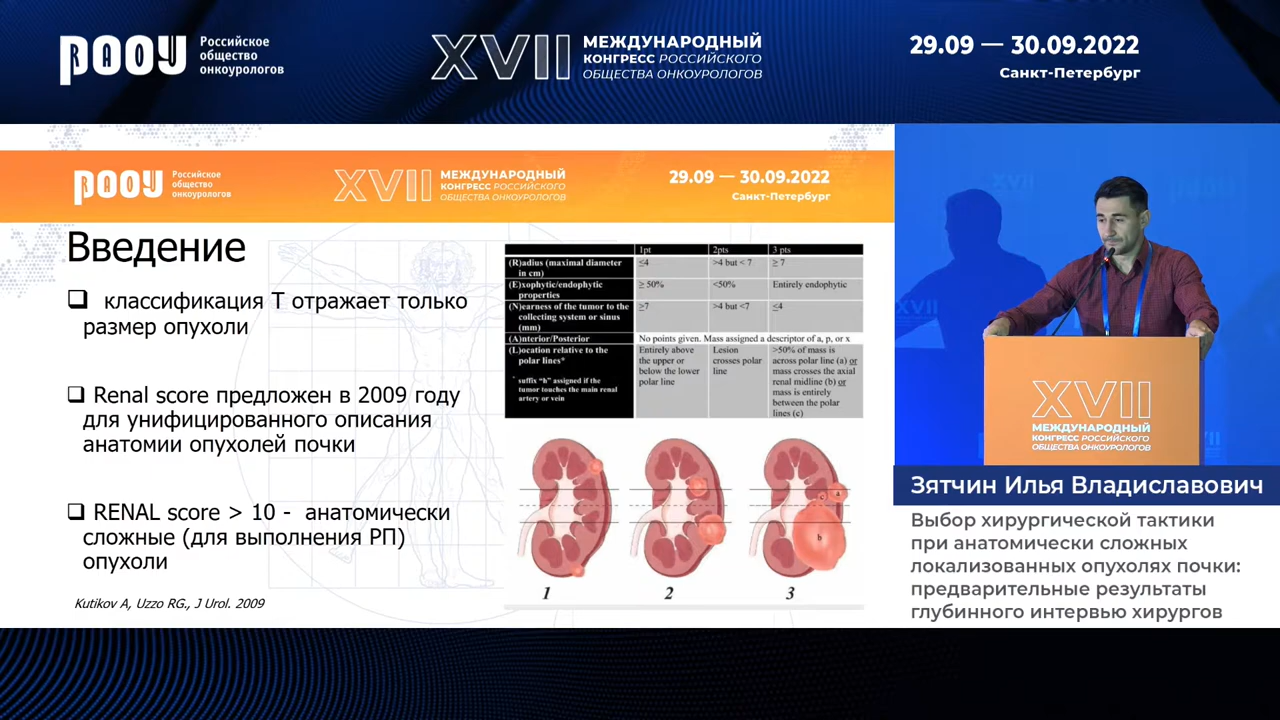 РАОУ
Российское
общество
онкоурологов
XVII
МЕЖДУНАРОДНЫЙ
КОНГРЕСС РОССИЙСКОГО
ОБЩЕСТВА ОНКОУРОЛОГОВ
29.09 — 30.09.2022
Санкт-Петербург
РАОУ
Российское
общество
онкоурологов
XVII
МЕЖДУНАРОДНЫЙ
КОНГРЕСС РОССИЙСКОГО
ОБЩЕСТВА ОНКОУРОЛОГОВ
29.09 — 30.09.2022
Санкт-Петербург
Введение
классификация Т отражает только
размер опухоли
Renal score предложен в 2009 году
для унифицированного описания
анатомии опухолей почки
RENAL score > 10 - анатомически
сложные (для выполнения РП)
опухоли
Kutikov A, Uzzo RG., J Urol. 2009
1pt 2pts 3 pts
(R)adius (maximal diameter
in cm) ≤4 >4 but < 7 ≥ 7
(E)xophytic/endophytic
properties ≥ 50% <50% Entirely endophytic
(N)earness of the tumor to the
collecting system or sinus
(mm) ≥7 >4 but <7 ≤4
(A)nterior/Posterior No points given. Mass assigned a descriptor of a, p, or x
(L)ocation relative to the
polar lines*
* suffix "h" assigned if the
tumor touches the main renal
artery or vein
Entirely above
the upper or
below the lower
polar line
Lesion
crosses polar
line
>50% of mass is
across polar line (a) or
mass crosses the axial
renal midline (b) or
mass is entirely
between the polar
lines (c)
c a
b
1 2 3
XVII
МЕЖДУНАРОДНЫЙ
КОНГРЕСС РОССИЙСКОГО
ОБЩЕСТВА ОНКОУРОЛОГОВ
Зятчин Илья Владиславович
Выбор хирургической тактики
при анатомически сложных
локализованных опухолях почки:
предварительные результаты
глубинного интервью хирургов